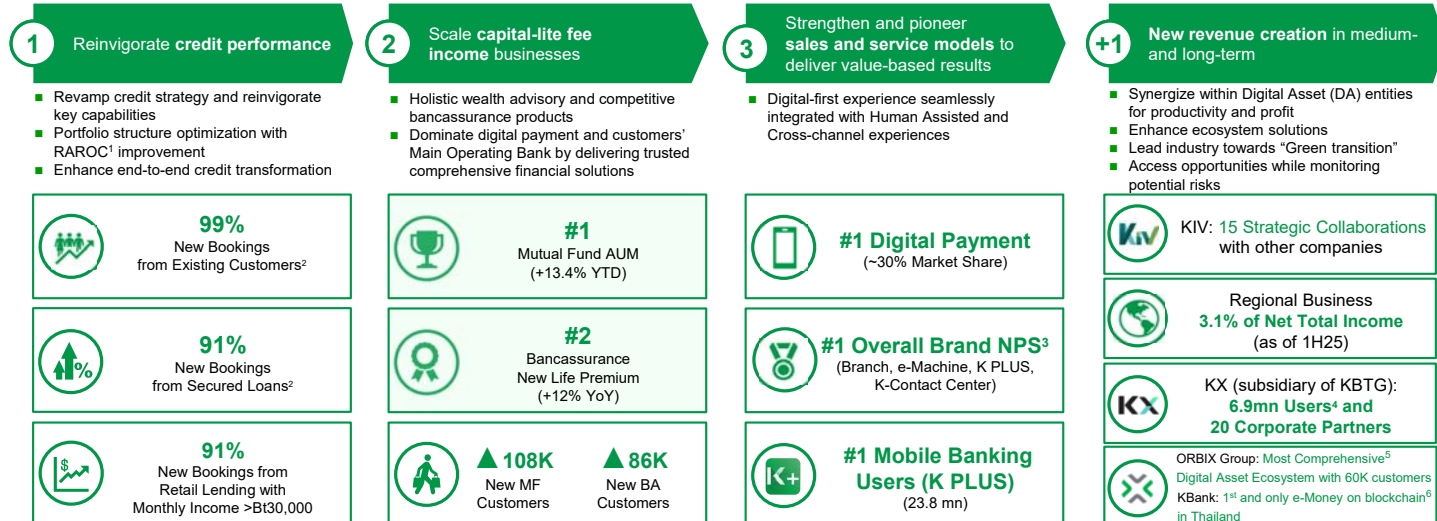 1
Reinvigorate credit performance
■ Revamp credit strategy and reinvigorate
key capabilities
■ Portfolio structure optimization with
RAROC¹ improvement
■ Enhance end-to-end credit transformation
99%
New Bookings
from Existing Customers²
%
91%
New Bookings
from Secured Loans²
$
91%
New Bookings from
Retail Lending with
Monthly Income >Bt30,000
2
Scale capital-lite fee
income businesses
■ Holistic wealth advisory and competitive
bancassurance products
■ Dominate digital payment and customers’
Main Operating Bank by delivering trusted
comprehensive financial solutions
#1
Mutual Fund AUM
(+13.4% YTD)
#2
Bancassurance
New Life Premium
(+12% YoY)
▲ 108K
New MF
Customers
▲ 86K
New BA
Customers
3
Strengthen and pioneer
sales and service models to
deliver value-based results
■ Digital-first experience seamlessly
integrated with Human Assisted and
Cross-channel experiences
#1 Digital Payment
(~30% Market Share)
#1 Overall Brand NPS³
(Branch, e-Machine, K PLUS,
K-Contact Center)
K+
#1 Mobile Banking
Users (K PLUS)
(23.8 mn)
+1
New revenue creation in medium-
and long-term
■ Synergize within Digital Asset (DA) entities
for productivity and profit
■ Enhance ecosystem solutions
■ Lead industry towards “Green transition”
■ Access opportunities while monitoring
potential risks
KIV
KIV: 15 Strategic Collaborations
with other companies
Regional Business
3.1% of Net Total Income
(as of 1H25)
KX
KX (subsidiary of KBTG):
6.9mn Users⁴ and
20 Corporate Partners
ORBIX Group: Most Comprehensive⁵
Digital Asset Ecosystem with 60K customers
KBank: 1st and only e-Money on blockchain⁶
in Thailand